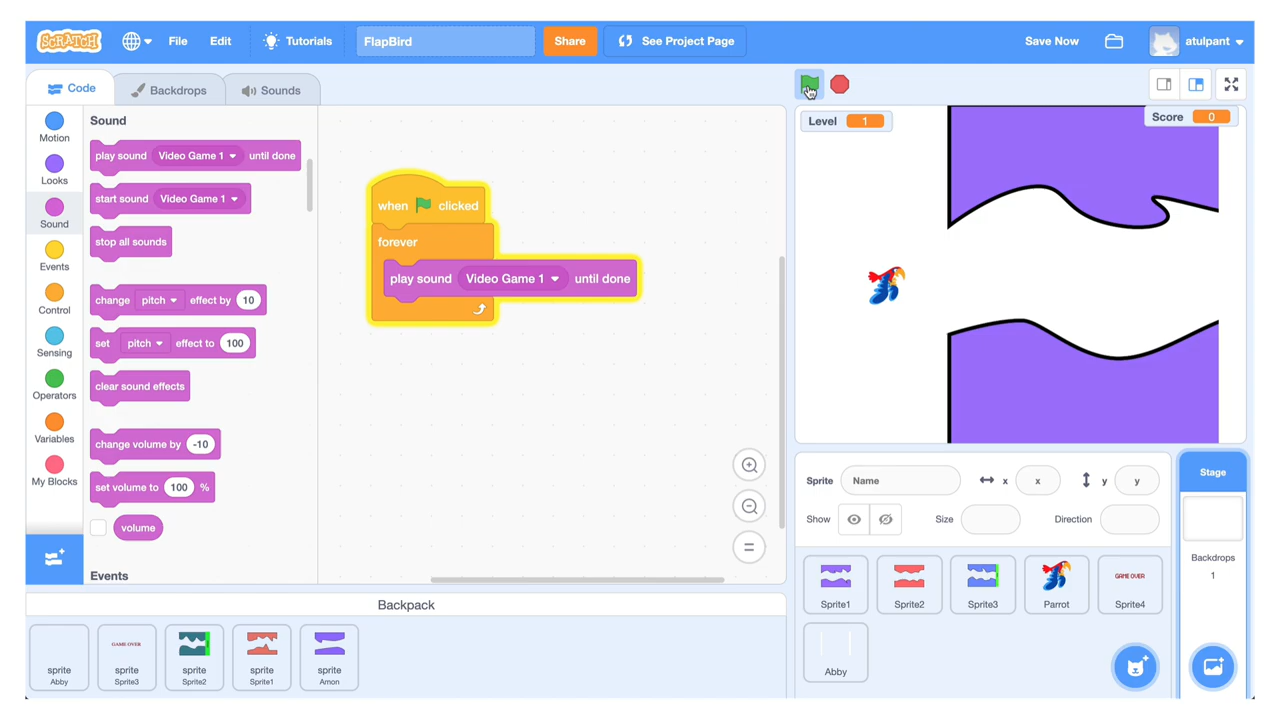 SCRATCH File Edit Tutorials FlapBird Share See Project Page Save Now atulpant
Code Backdrops Sounds
Motion
Looks
Sound
Events
Control
Sensing
Operators
Variables
My Blocks
Sound
play sound Video Game 1 until done
start sound Video Game 1
stop all sounds
change pitch effect by 10
set pitch effect to 100
clear sound effects
change volume by -10
set volume to 100 %
volume
Events
when clicked
forever
play sound Video Game 1 until done
Level 1
Score 0
Sprite Name x x y y
Show Size Direction
Sprite1 Sprite2 Sprite3 Parrot GAME OVER Sprite4
Abby
Stage
Backdrops
1
Backpack
sprite
Abby
GAME OVER
sprite
Sprite3
sprite
Sprite2
sprite
Sprite1
sprite
Amon